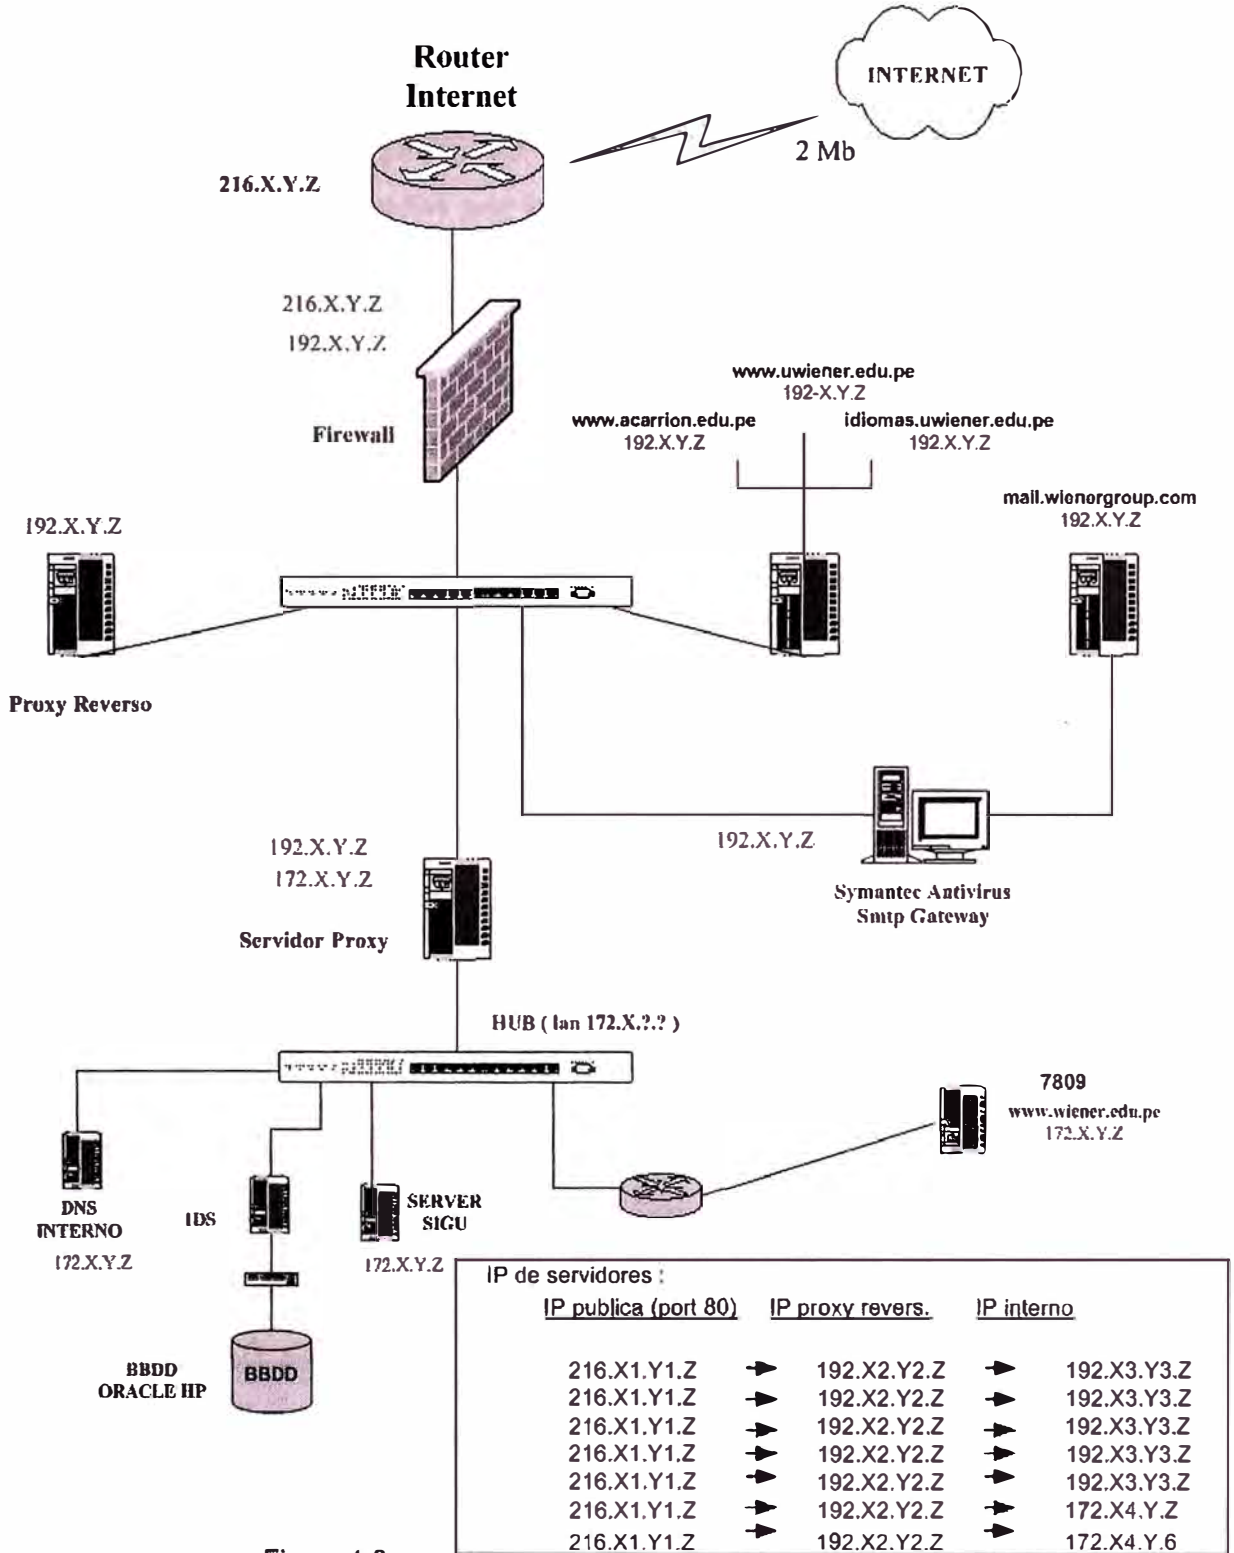 INTERNET
Router
Internet
2 Mb
216.X.Y.Z
216.X.Y.Z
192.X.Y.Z
Firewall
www.uwiener.edu.pe
192-X.Y.Z
www.acarrion.edu.pe
192.X.Y.Z
idiomas.uwiener.edu.pe
192.X.Y.Z
mail.wienergroup.com
192.X.Y.Z
192.X.Y.Z
Proxy Reverso
192.X.Y.Z
172.X.Y.Z
Servidor Proxy
192.X.Y.Z
Symantec Antivirus
Smtp Gateway
HUB ( lan 172.X.?.? )
7809
www.wiener.edu.pe
172.X.Y.Z
DNS
INTERNO
172.X.Y.Z
IDS
SERVER
SIGU
172.X.Y.Z
BBDD
ORACLE HP
BBDD
IP de servidores :
IP publica (port 80) IP proxy revers. IP interno
216.X1.Y1.Z 192.X2.Y2.Z 192.X3.Y3.Z
216.X1.Y1.Z 192.X2.Y2.Z 192.X3.Y3.Z
216.X1.Y1.Z 192.X2.Y2.Z 192.X3.Y3.Z
216.X1.Y1.Z 192.X2.Y2.Z 192.X3.Y3.Z
216.X1.Y1.Z 192.X2.Y2.Z 192.X3.Y3.Z
216.X1.Y1.Z 192.X2.Y2.Z 172.X4.Y.Z
216.X1.Y1.Z 192.X2.Y2.Z 172.X4.Y.6